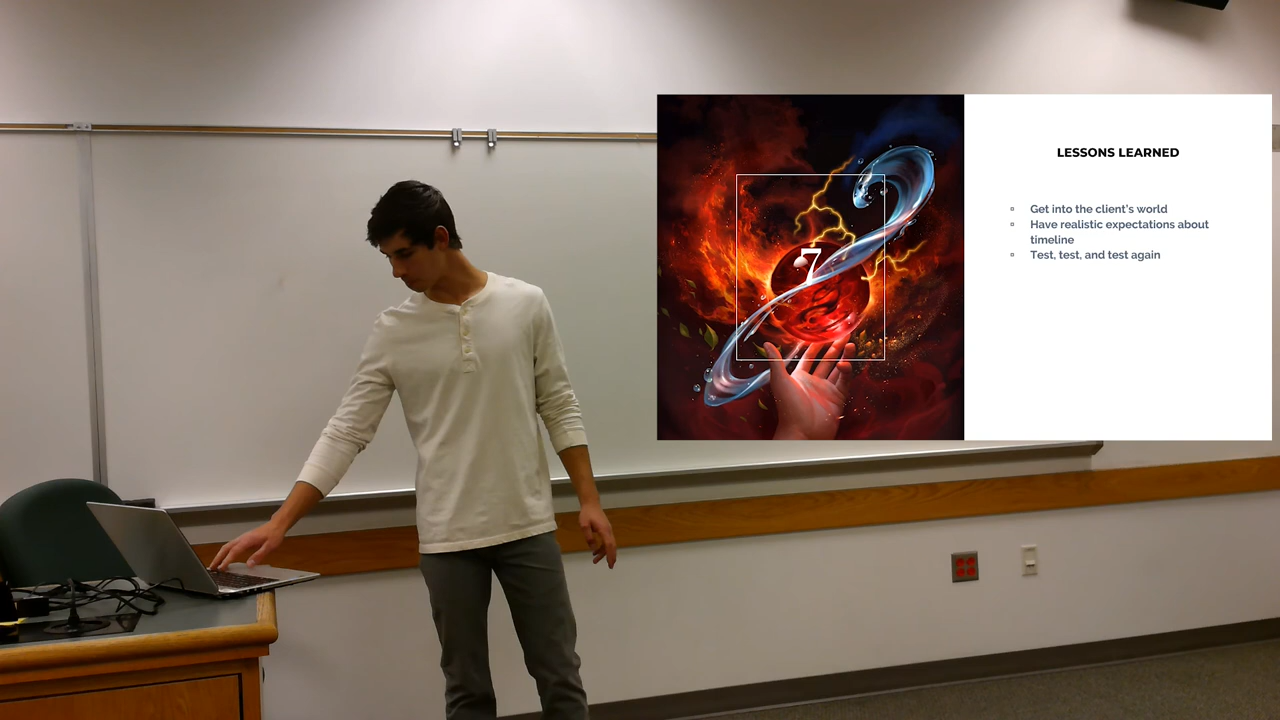 7
LESSONS LEARNED
▫ Get into the client's world
▫ Have realistic expectations about
timeline
▫ Test, test, and test again